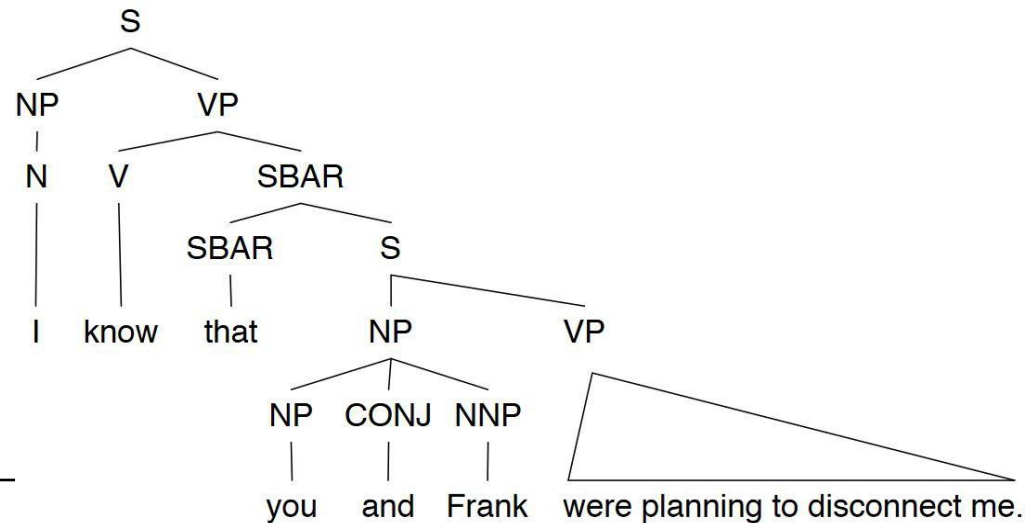 S
NP VP
N V SBAR
SBAR S
I know that NP VP
NP CONJ NNP
you and Frank were planning to disconnect me.